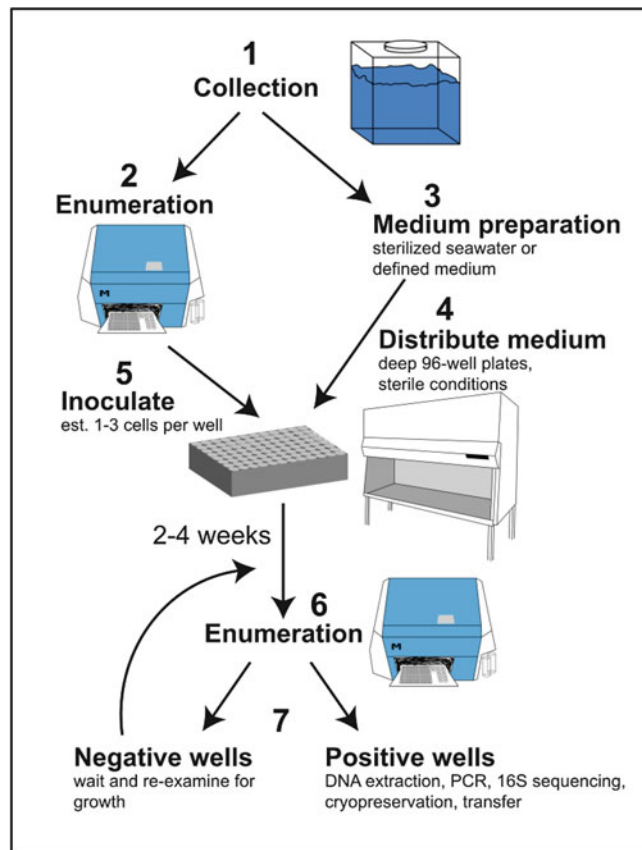 1
Collection
2
Enumeration
M
3
Medium preparation
sterilized seawater or
defined medium
4
Distribute medium
deep 96-well plates,
sterile conditions
5
Inoculate
est. 1-3 cells per well
2-4 weeks
6
Enumeration
M
7
Negative wells
wait and re-examine for
growth
Positive wells
DNA extraction, PCR, 16S sequencing,
cryopreservation, transfer